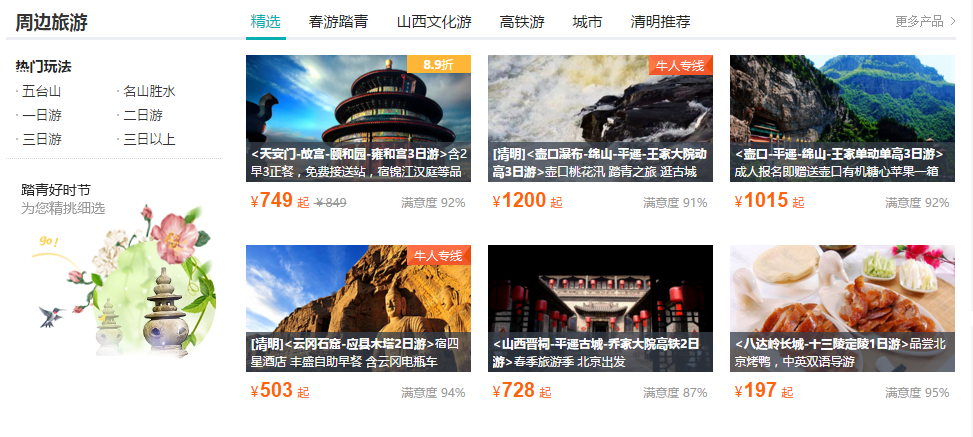 周边旅游
精选 春游踏青 山西文化游 高铁游 城市 清明推荐
更多产品 >
热门玩法
· 五台山 · 名山胜水
· 一日游 · 二日游
· 三日游 · 三日以上
踏青好时节
为您精挑细选
go!
8.9折
<天安门-故宫-颐和园-雍和宫3日游>含2
早3正餐，免费接送站，宿锦江汉庭等品
¥749 起 ¥849 满意度 92%
牛人专线
[清明]<壶口瀑布-绵山-平遥-王家大院动
高3日游>壶口桃花汛 踏青之旅 逛古城
¥1200 起 满意度 91%
<壶口-平遥-绵山-王家单动单高3日游>
成人报名即赠送壶口有机糖心苹果一箱
¥1015 起 满意度 92%
牛人专线
[清明]<云冈石窟-应县木塔2日游>宿四
星酒店 丰盛自助早餐 含云冈电瓶车
¥503 起 满意度 94%
<山西晋祠-平遥古城-乔家大院高铁2日
游>春季旅游季 北京出发
¥728 起 满意度 87%
<八达岭长城-十三陵定陵1日游>品尝北
京烤鸭，中英双语导游
¥197 起 满意度 95%